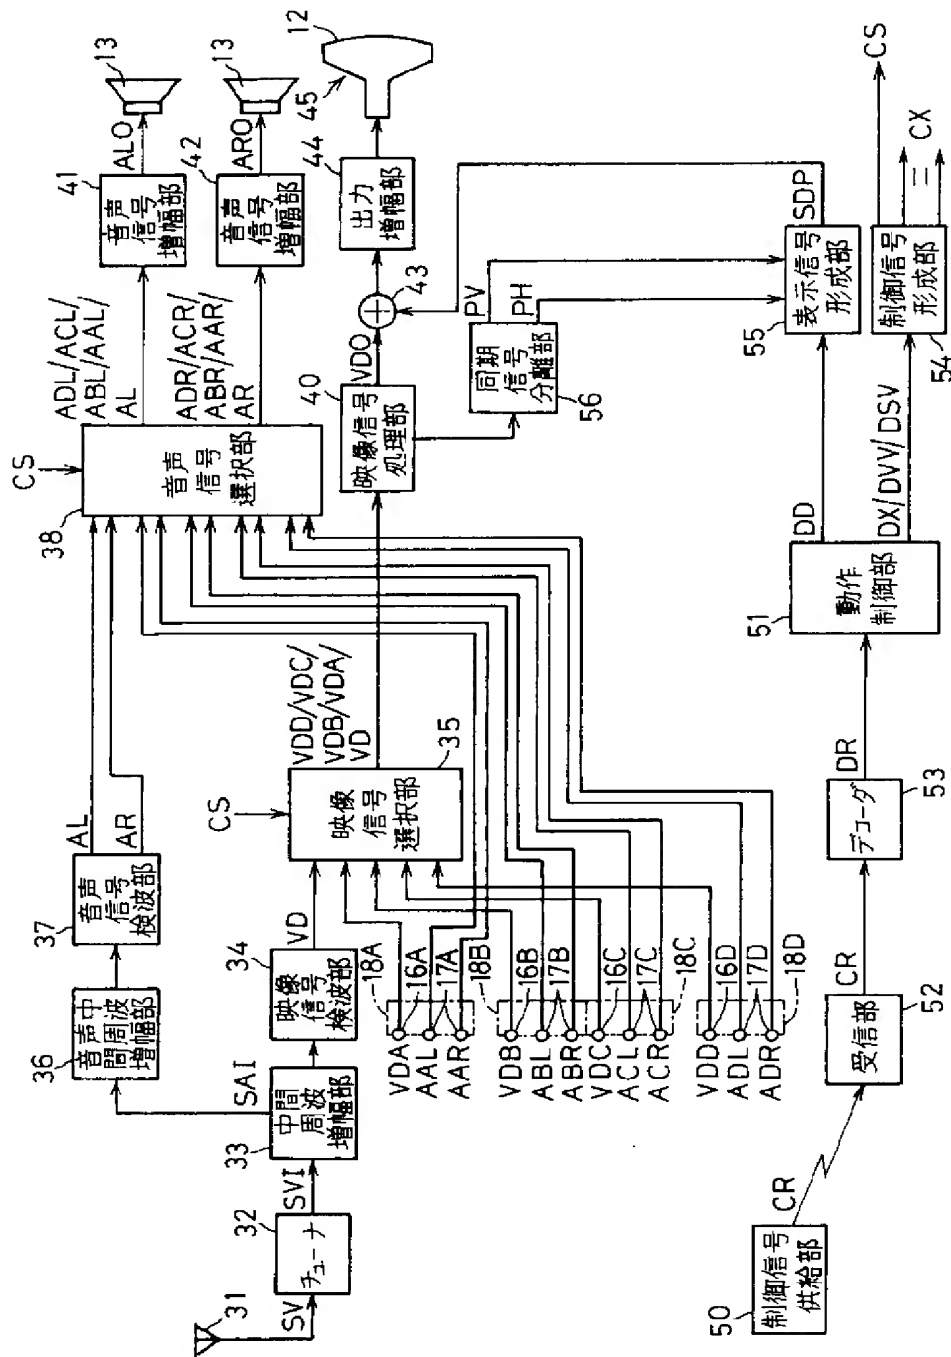 31
SV
32
チューナ
SVI
33
中間
周波
増幅部
SAI
36
音声中
間周波
増幅部
37
音声
信号
検波部
AL
AR
34
映像
信号
検波部
VD
CS
35
映像
信号
選択部
VDD/VDC/
VDB/VDA/
VD
CS
38
音声
信号
選択部
ADL/ACL/
ABL/AAL/
AL
ADR/ACR/
ABR/AAR/
AR
41
音声
信号
増幅部
ALO
13
42
音声
信号
増幅部
ARO
13
40
映像信号
処理部
VDO
43
44
出力
増幅部
45
12
18A
VDA
16A
AAL
17A
AAR
18B
VDB
16B
ABL
17B
ABR
VDC
16C
ACL
17C
ACR
18C
VDD
16D
ADL
17D
ADR
18D
56
同期
信号
分離部
PV
PH
50
制御信号
供給部
CR
52
受信部
CR
53
デコーダ
DR
51
動作
制御部
DD
DX/DVV/DSV
55
表示信号
形成部
SDP
54
制御信号
形成部
CS
CX